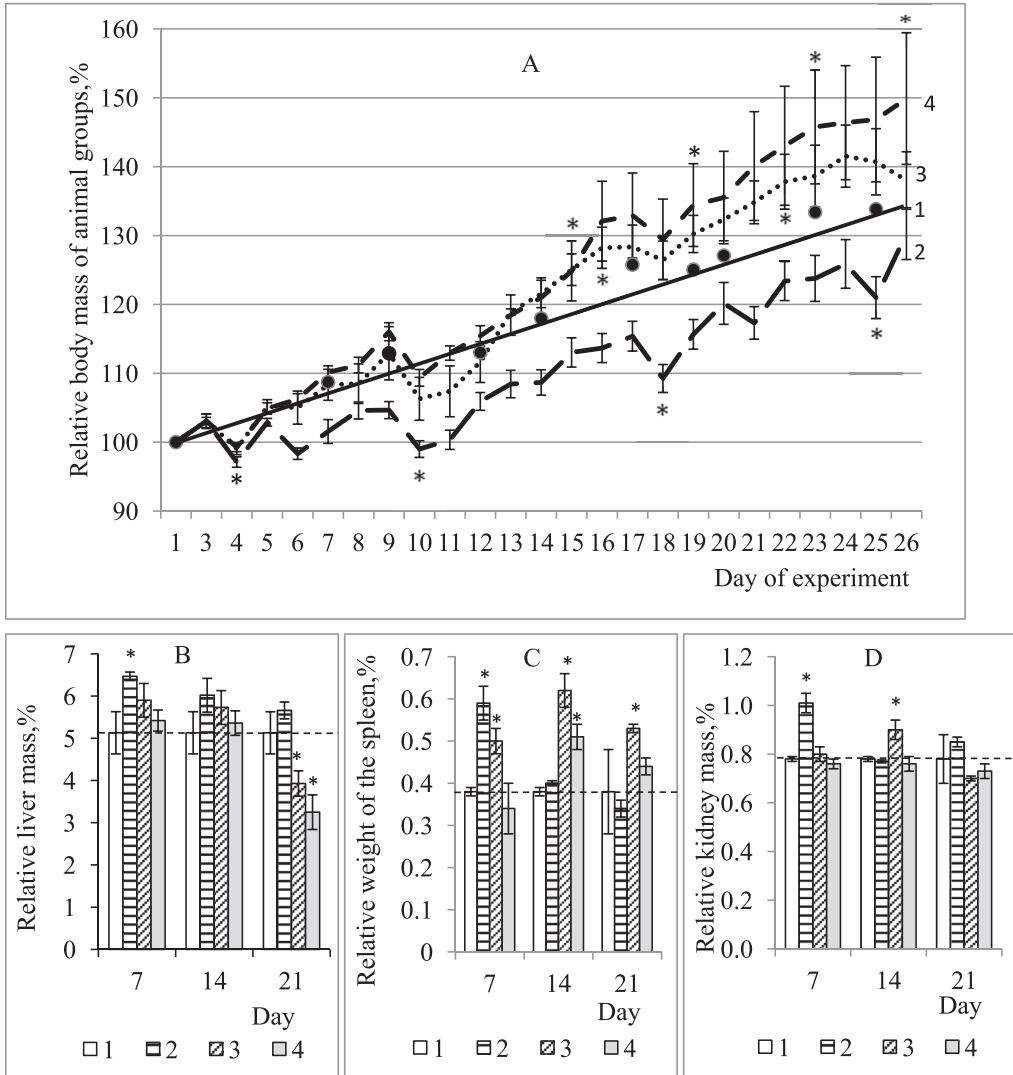 Relative body mass of animal groups,%
160
150
140
130
120
110
100
90
A
* * * * * * * * * * *
4
3
1
2
1 3 4 5 6 7 8 9 10 11 12 13 14 15 16 17 18 19 20 21 22 23 24 25 26
Day of experiment
Relative liver mass,%
B
7
6
5
4
3
2
1
0
* * *
7 14 21
Day
1 2 3 4
Relative weight of the spleen,%
C
0.7
0.6
0.5
0.4
0.3
0.2
0.1
0
* * * * *
7 14 21
Day
1 2 3 4
Relative kidney mass,%
D
1.2
1.0
0.8
0.6
0.4
0.2
0.0
* *
7 14 21
Day
1 2 3 4